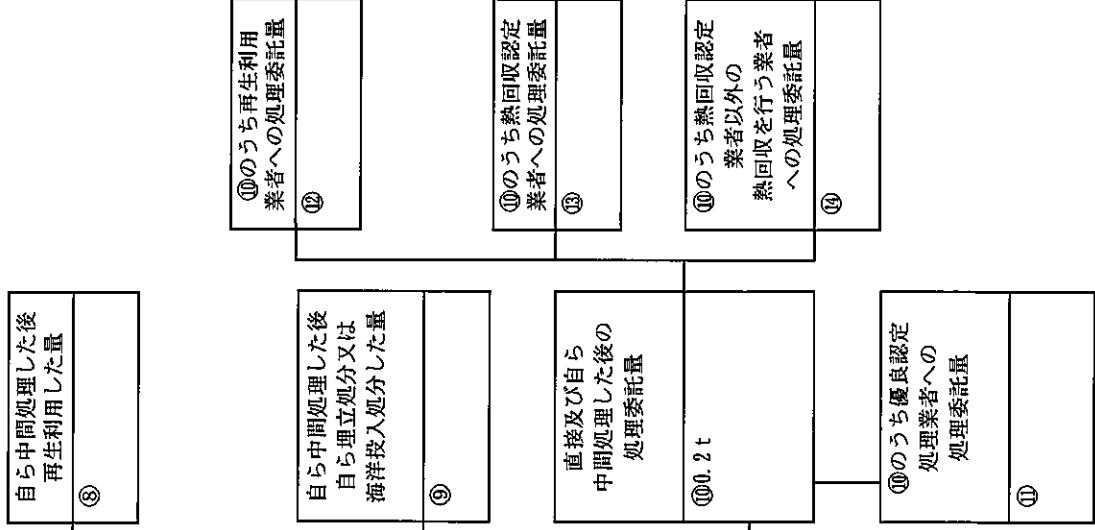 自ら中間処理した後
再生利用した量
⑧
自ら中間処理した後
自ら埋立処分又は
海洋投入処分した量
⑨
直接及び自ら
中間処理した後の
処理委託量
⑩0.2ｔ
⑩のうち優良認定
処理業者への
処理委託量
⑪
⑩のうち再生利用
業者への処理委託量
⑫
⑩のうち熱回収認定
業者への処理委託量
⑬
⑩のうち熱回収認定
業者以外の
熱回収を行う業者
への処理委託量
⑭